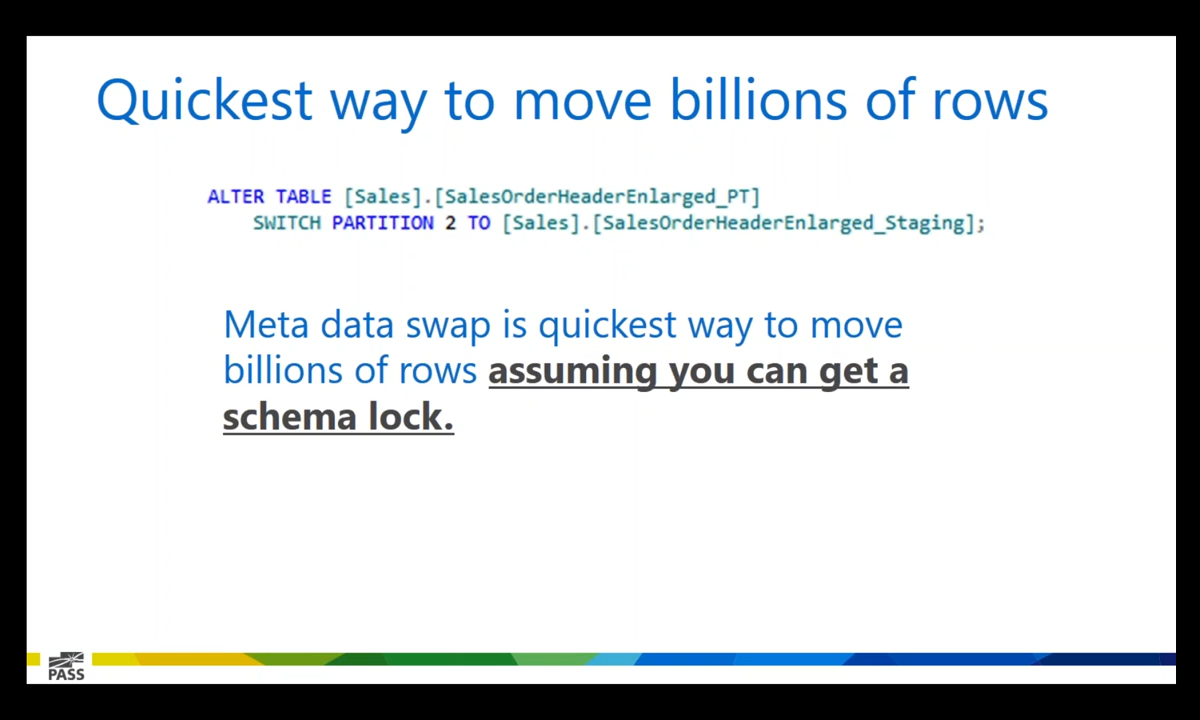 Quickest way to move billions of rows
ALTER TABLE [Sales].[SalesOrderHeaderEnlarged_PT]
SWITCH PARTITION 2 TO [Sales].[SalesOrderHeaderEnlarged_Staging];
Meta data swap is quickest way to move
billions of rows assuming you can get a
schema lock.
PASS